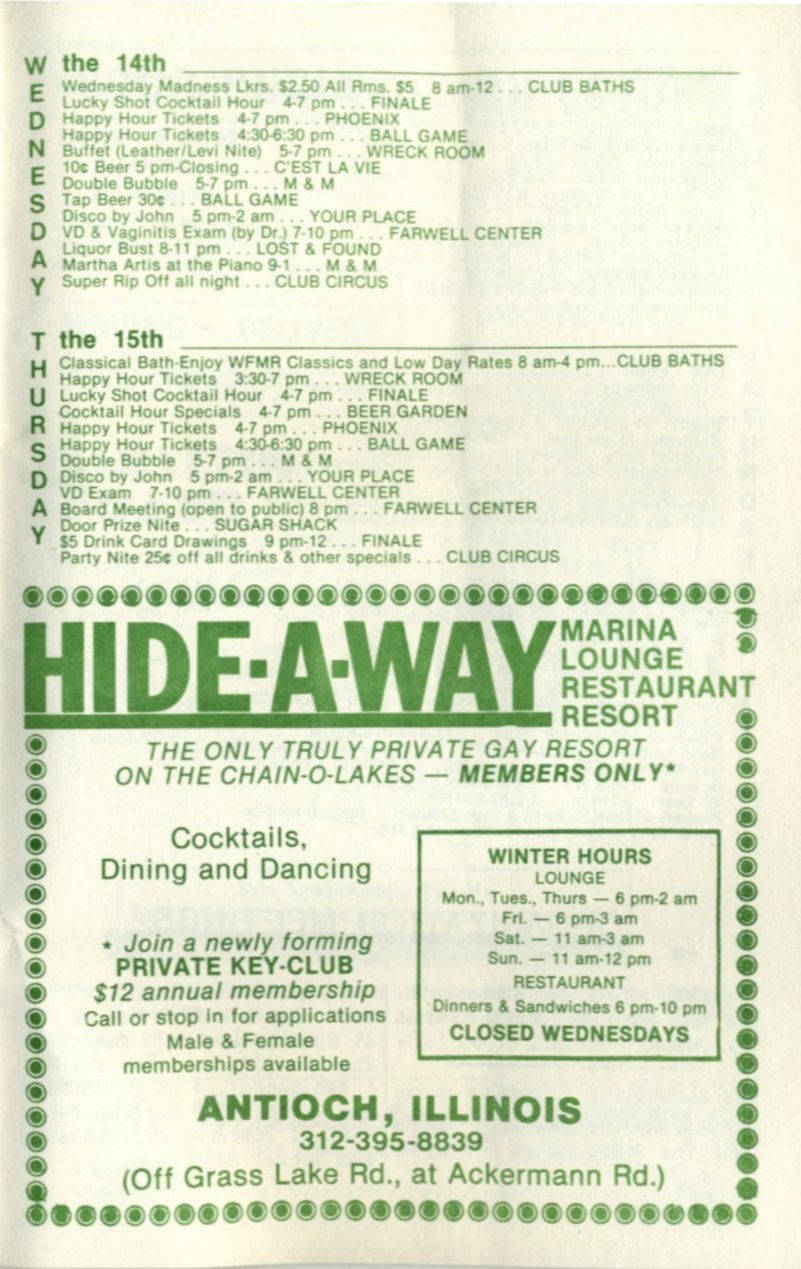 WEDNESDAY
the 14th
Wednesday Madness Lkrs. $2.50 All Rms. $5 8 am-12 . . . CLUB BATHS
Lucky Shot Cocktail Hour 4-7 pm . . . FINALE
Happy Hour Tickets 4-7 pm . . . PHOENIX
Happy Hour Tickets 4:30-6:30 pm . . . BALL GAME
Buffet (Leather/Levi Nite) 5-7 pm . . . WRECK ROOM
10¢ Beer 5 pm-Closing . . . C'EST LA VIE
Double Bubble 5-7 pm . . . M & M
Tap Beer 30¢ . . . BALL GAME
Disco by John 5 pm-2 am . . . YOUR PLACE
VD & Vaginitis Exam (by Dr.) 7-10 pm . . . FARWELL CENTER
Liquor Bust 8-11 pm . . . LOST & FOUND
Martha Artis at the Piano 9-1 . . . M & M
Super Rip Off all night . . . CLUB CIRCUS
THURSDAY
the 15th
Classical Bath-Enjoy WFMR Classics and Low Day Rates 8 am-4 pm...CLUB BATHS
Happy Hour Tickets 3:30-7 pm . . . WRECK ROOM
Lucky Shot Cocktail Hour 4-7 pm . . . FINALE
Cocktail Hour Specials 4-7 pm . . . BEER GARDEN
Happy Hour Tickets 4-7 pm . . . PHOENIX
Happy Hour Tickets 4:30-6:30 pm . . . BALL GAME
Double Bubble 5-7 pm . . . M & M
Disco by John 5 pm-2 am . . . YOUR PLACE
VD Exam 7-10 pm . . . FARWELL CENTER
Board Meeting (open to public) 8 pm . . . FARWELL CENTER
Door Prize Nite . . . SUGAR SHACK
$5 Drink Card Drawings 9 pm-12 . . . FINALE
Party Nite 25¢ off all drinks & other specials . . . CLUB CIRCUS
HIDE-A-WAY
MARINA
LOUNGE
RESTAURANT
RESORT
THE ONLY TRULY PRIVATE GAY RESORT
ON THE CHAIN-O-LAKES — MEMBERS ONLY*
Cocktails,
Dining and Dancing
* Join a newly forming
PRIVATE KEY-CLUB
$12 annual membership
Call or stop in for applications
Male & Female
memberships available
WINTER HOURS
LOUNGE
Mon., Tues., Thurs — 6 pm-2 am
Fri. — 6 pm-3 am
Sat. — 11 am-3 am
Sun. — 11 am-12 pm
RESTAURANT
Dinners & Sandwiches 6 pm-10 pm
CLOSED WEDNESDAYS
ANTIOCH, ILLINOIS
312-395-8839
(Off Grass Lake Rd., at Ackermann Rd.)